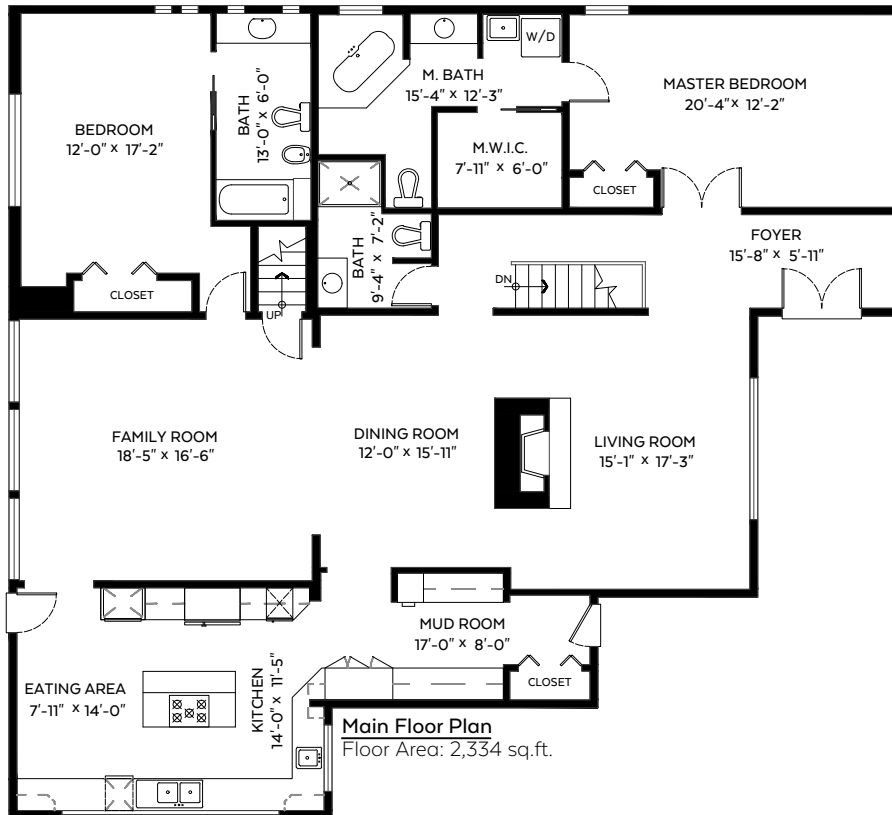 W/D
M. BATH
15'-4" x 12'-3"
MASTER BEDROOM
20'-4" x 12'-2"
BEDROOM
12'-0" x 17'-2"
BATH
13'-0" x 6'-0"
M.W.I.C.
7'-11" x 6'-0"
CLOSET
FOYER
15'-8" x 5'-11"
BATH
9'-4" x 7'-2"
DN
CLOSET
UP
FAMILY ROOM
18'-5" x 16'-6"
DINING ROOM
12'-0" x 15'-11"
LIVING ROOM
15'-1" x 17'-3"
MUD ROOM
17'-0" x 8'-0"
EATING AREA
7'-11" x 14'-0"
KITCHEN
14'-0" x 11'-5"
CLOSET
Main Floor Plan
Floor Area: 2,334 sq.ft.